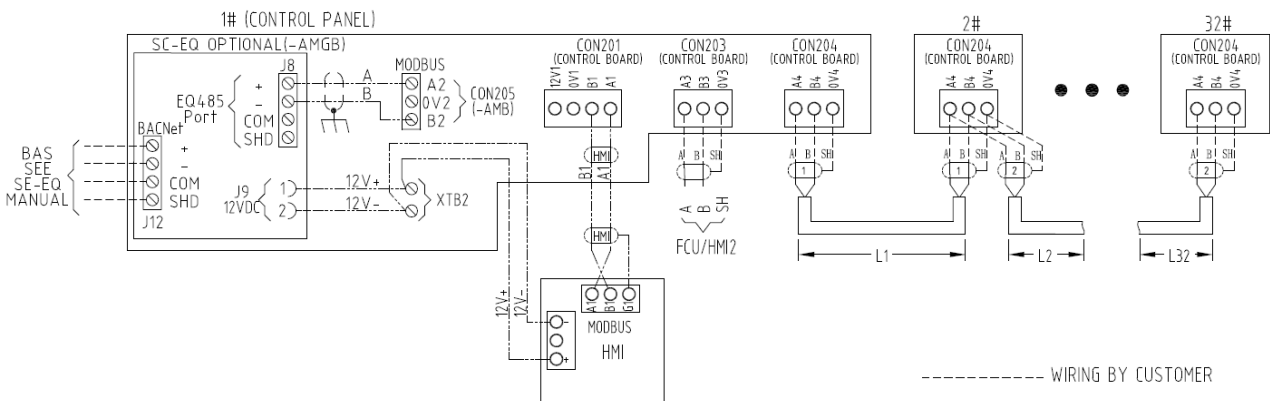 1# (CONTROL PANEL)
SC-EQ OPTIONAL(-AMGB)
J8
+
-
COM
SHD
EQ485
Port
A
B
MODBUS
A2
0V2
B2
CON205
(-AMB)
BACNet
+
-
COM
SHD
J12
BAS
SEE
SE-EQ
MANUAL
J9
12VDC
1
2
12V+
12V-
XTB2
CON201
(CONTROL BOARD)
12V1
0V1
B1
A1
HMI
B1
A1
HMI
CON203
(CONTROL BOARD)
A3
B3
0V3
A
B
SH
A
B
SH
FCU/HMI2
CON204
(CONTROL BOARD)
A4
B4
0V4
A
B
SH
1
L1
2#
CON204
(CONTROL BOARD)
A4
B4
0V4
A
B
SH
A
B
SH
1
2
L2
32#
CON204
(CONTROL BOARD)
A4
B4
0V4
A
B
SH
2
L32
12V+
12V-
-
+
A1
B1
G1
MODBUS
HMI
WIRING BY CUSTOMER